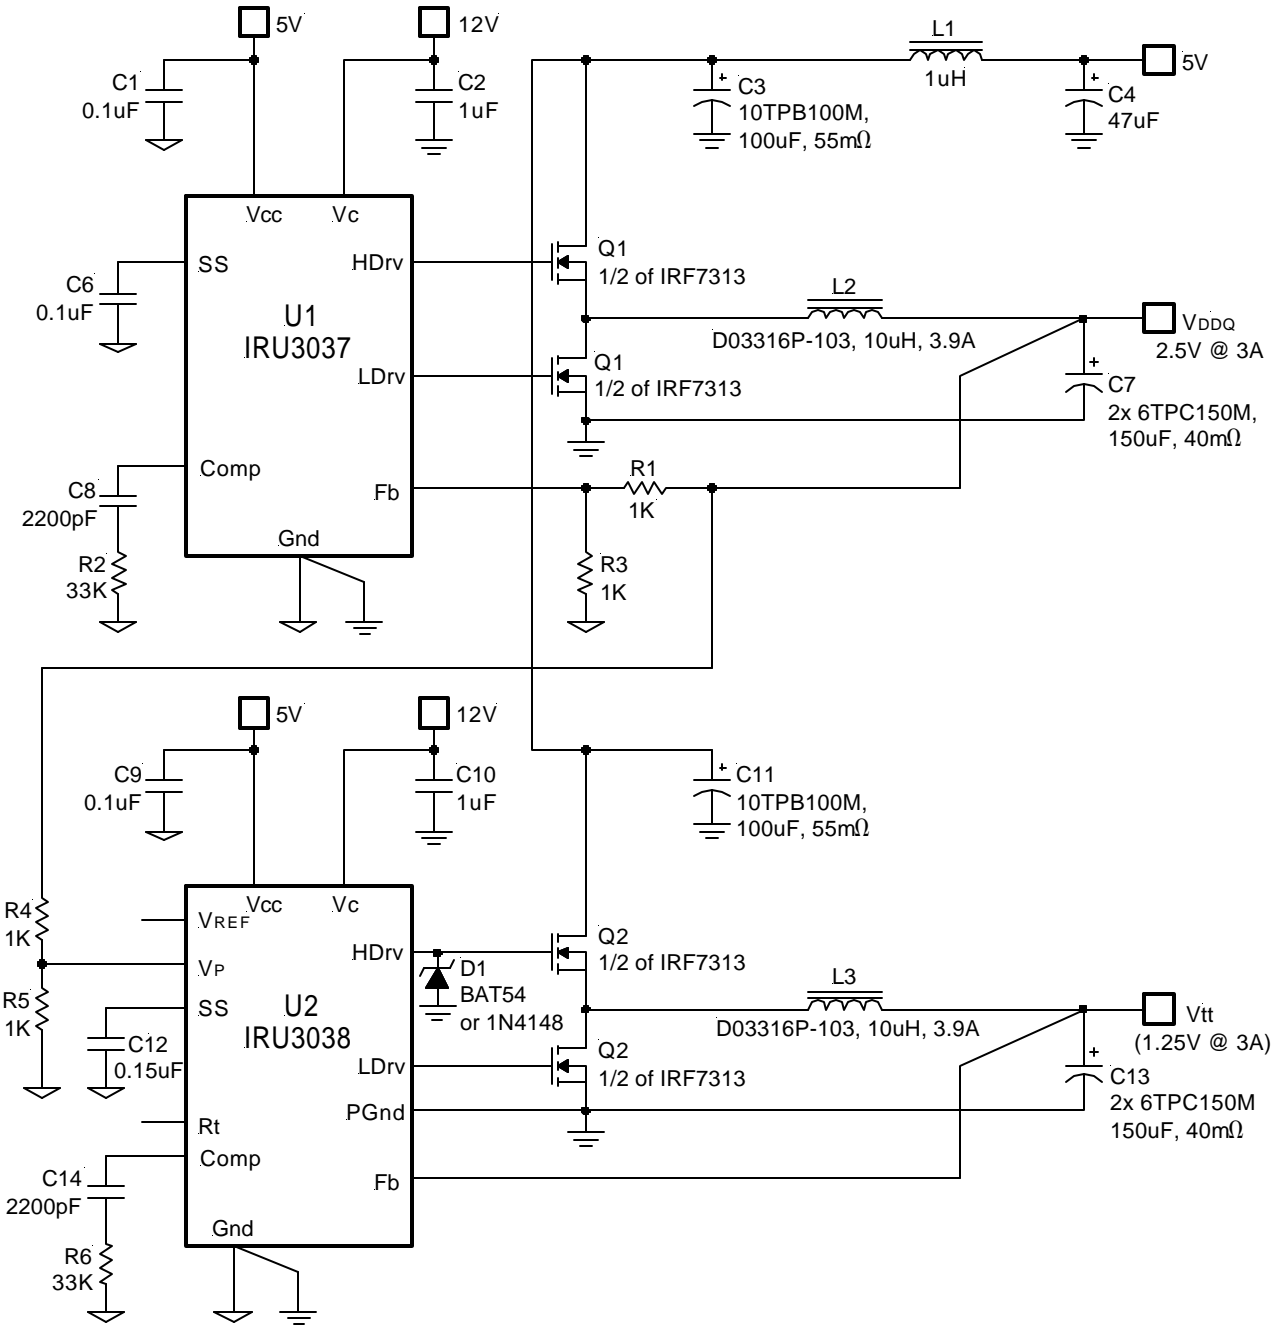 5V
12V
C1
0.1uF
C2
1uF
C3
10TPB100M,
100uF, 55mΩ
L1
1uH
5V
C4
47uF
Vcc
Vc
SS
HDrv
C6
0.1uF
U1
IRU3037
Q1
1/2 of IRF7313
L2
D03316P-103, 10uH, 3.9A
VDDQ
2.5V @ 3A
LDrv
Q1
1/2 of IRF7313
C7
2x 6TPC150M,
150uF, 40mΩ
Comp
Fb
C8
2200pF
R1
1K
Gnd
R2
33K
R3
1K
5V
12V
C9
0.1uF
C10
1uF
C11
10TPB100M,
100uF, 55mΩ
Vcc
Vc
R4
1K
VREF
HDrv
VP
D1
BAT54
or 1N4148
Q2
1/2 of IRF7313
R5
1K
SS
U2
IRU3038
L3
D03316P-103, 10uH, 3.9A
Vtt
(1.25V @ 3A)
C12
0.15uF
LDrv
Q2
1/2 of IRF7313
C13
2x 6TPC150M
150uF, 40mΩ
PGnd
Rt
Comp
C14
2200pF
Fb
Gnd
R6
33K